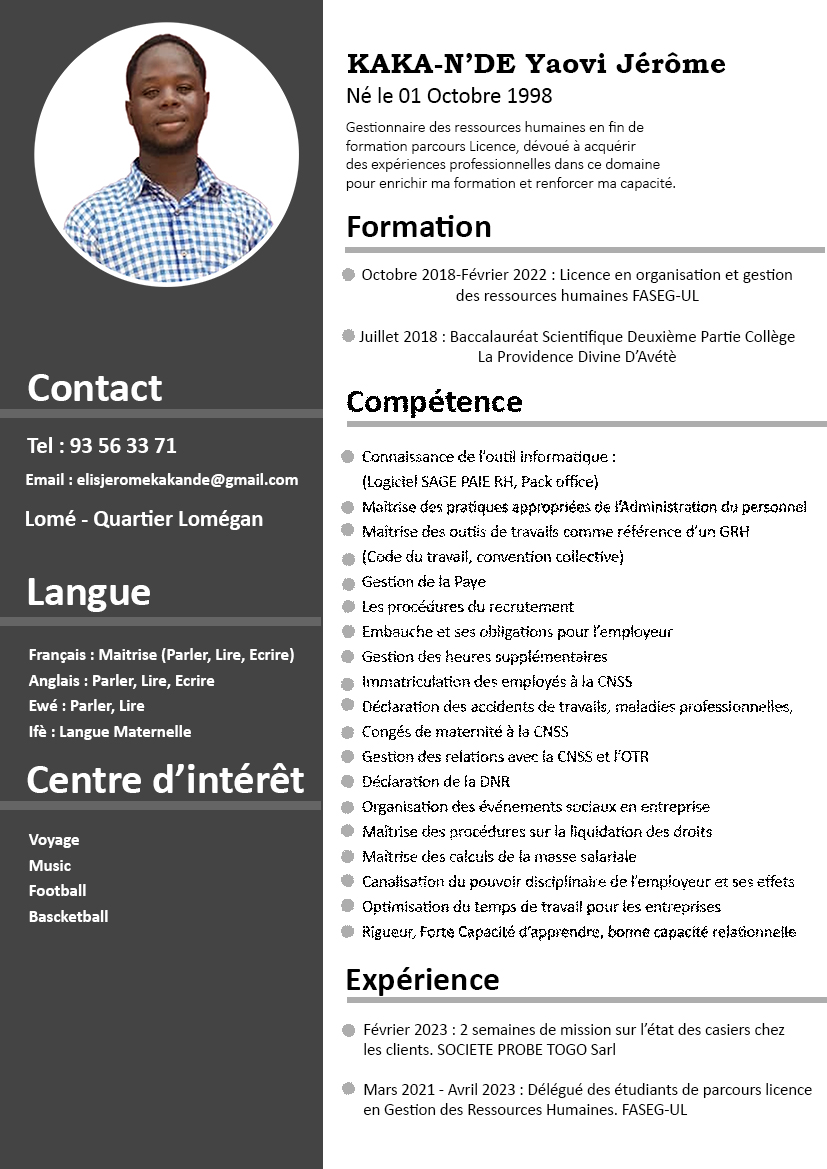 KAKA-N’DE Yaovi Jérôme
Né le 01 Octobre 1998
Gestionnaire des ressources humaines en fin de
formation parcours Licence, dévoué à acquérir
des expériences professionnelles dans ce domaine
pour enrichir ma formation et renforcer ma capacité.
Formation
Octobre 2018-Février 2022 : Licence en organisation et gestion
des ressources humaines FASEG-UL
Juillet 2018 : Baccalauréat Scientifique Deuxième Partie Collège
La Providence Divine D’Avétè
Contact
Tel : 93 56 33 71
Email : elisjeromekakande@gmail.com
Lomé - Quartier Lomégan
Langue
Français : Maitrise (Parler, Lire, Ecrire)
Anglais : Parler, Lire, Ecrire
Ewé : Parler, Lire
Ifè : Langue Maternelle
Centre d’intérêt
Voyage
Music
Football
Bascketball
Compétence
Connaissance de l’outil informatique :
(Logiciel SAGE PAIE RH, Pack office)
Maîtrise des pratiques appropriées de l’Administration du personnel
Maîtrise des outils de travails comme référence d’un GRH
(Code du travail, convention collective)
Gestion de la Paye
Les procédures du recrutement
Embauche et ses obligations pour l’employeur
Gestion des heures supplémentaires
Immatriculation des employés à la CNSS
Déclaration des accidents de travails, maladies professionnelles,
Congés de maternité à la CNSS
Gestion des relations avec la CNSS et l’OTR
Déclaration de la DNR
Organisation des événements sociaux en entreprise
Maîtrise des procédures sur la liquidation des droits
Maîtrise des calculs de la masse salariale
Canalisation du pouvoir disciplinaire de l’employeur et ses effets
Optimisation du temps de travail pour les entreprises
Rigueur, Forte Capacité d’apprendre, bonne capacité relationnelle
Expérience
Février 2023 : 2 semaines de mission sur l’état des casiers chez
les clients. SOCIETE PROBE TOGO Sarl
Mars 2021 - Avril 2023 : Délégué des étudiants de parcours licence
en Gestion des Ressources Humaines. FASEG-UL